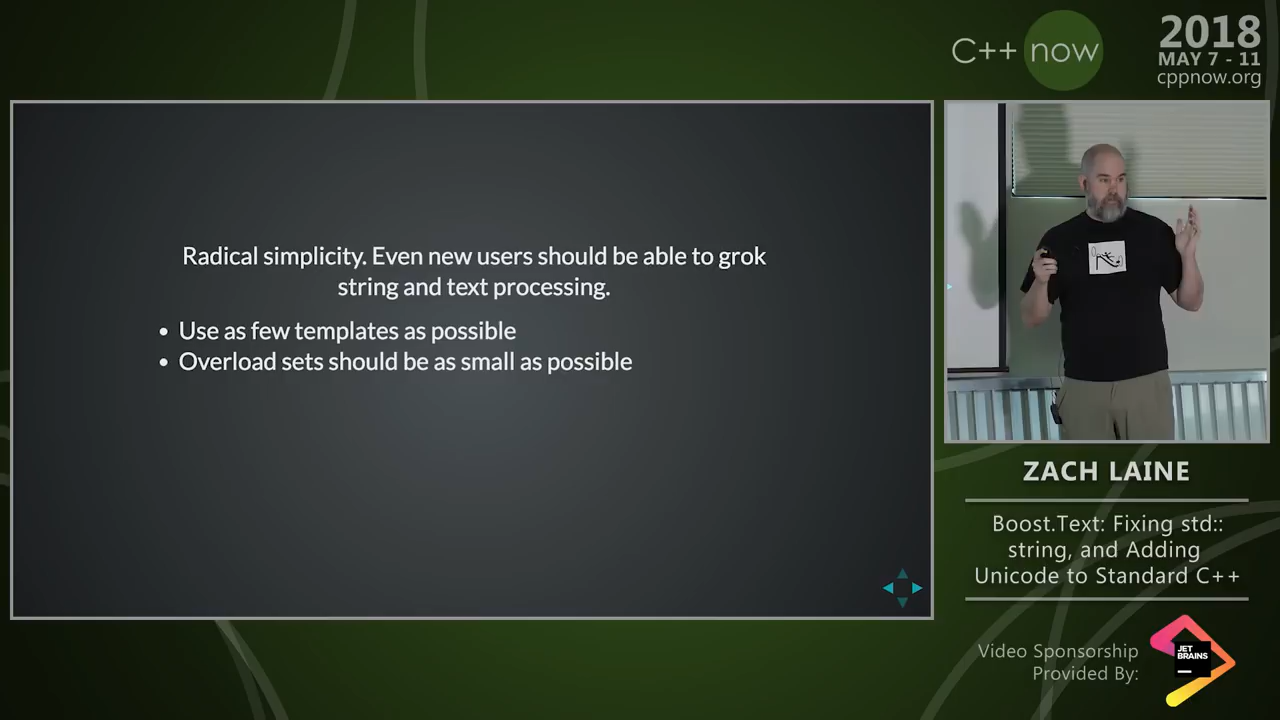 C++ now
2018
MAY 7 - 11
cppnow.org
Radical simplicity. Even new users should be able to grok
string and text processing.
• Use as few templates as possible
• Overload sets should be as small as possible
ZACH LAINE
Boost.Text: Fixing std::
string, and Adding
Unicode to Standard C++
Video Sponsorship
Provided By:
JET
BRAINS